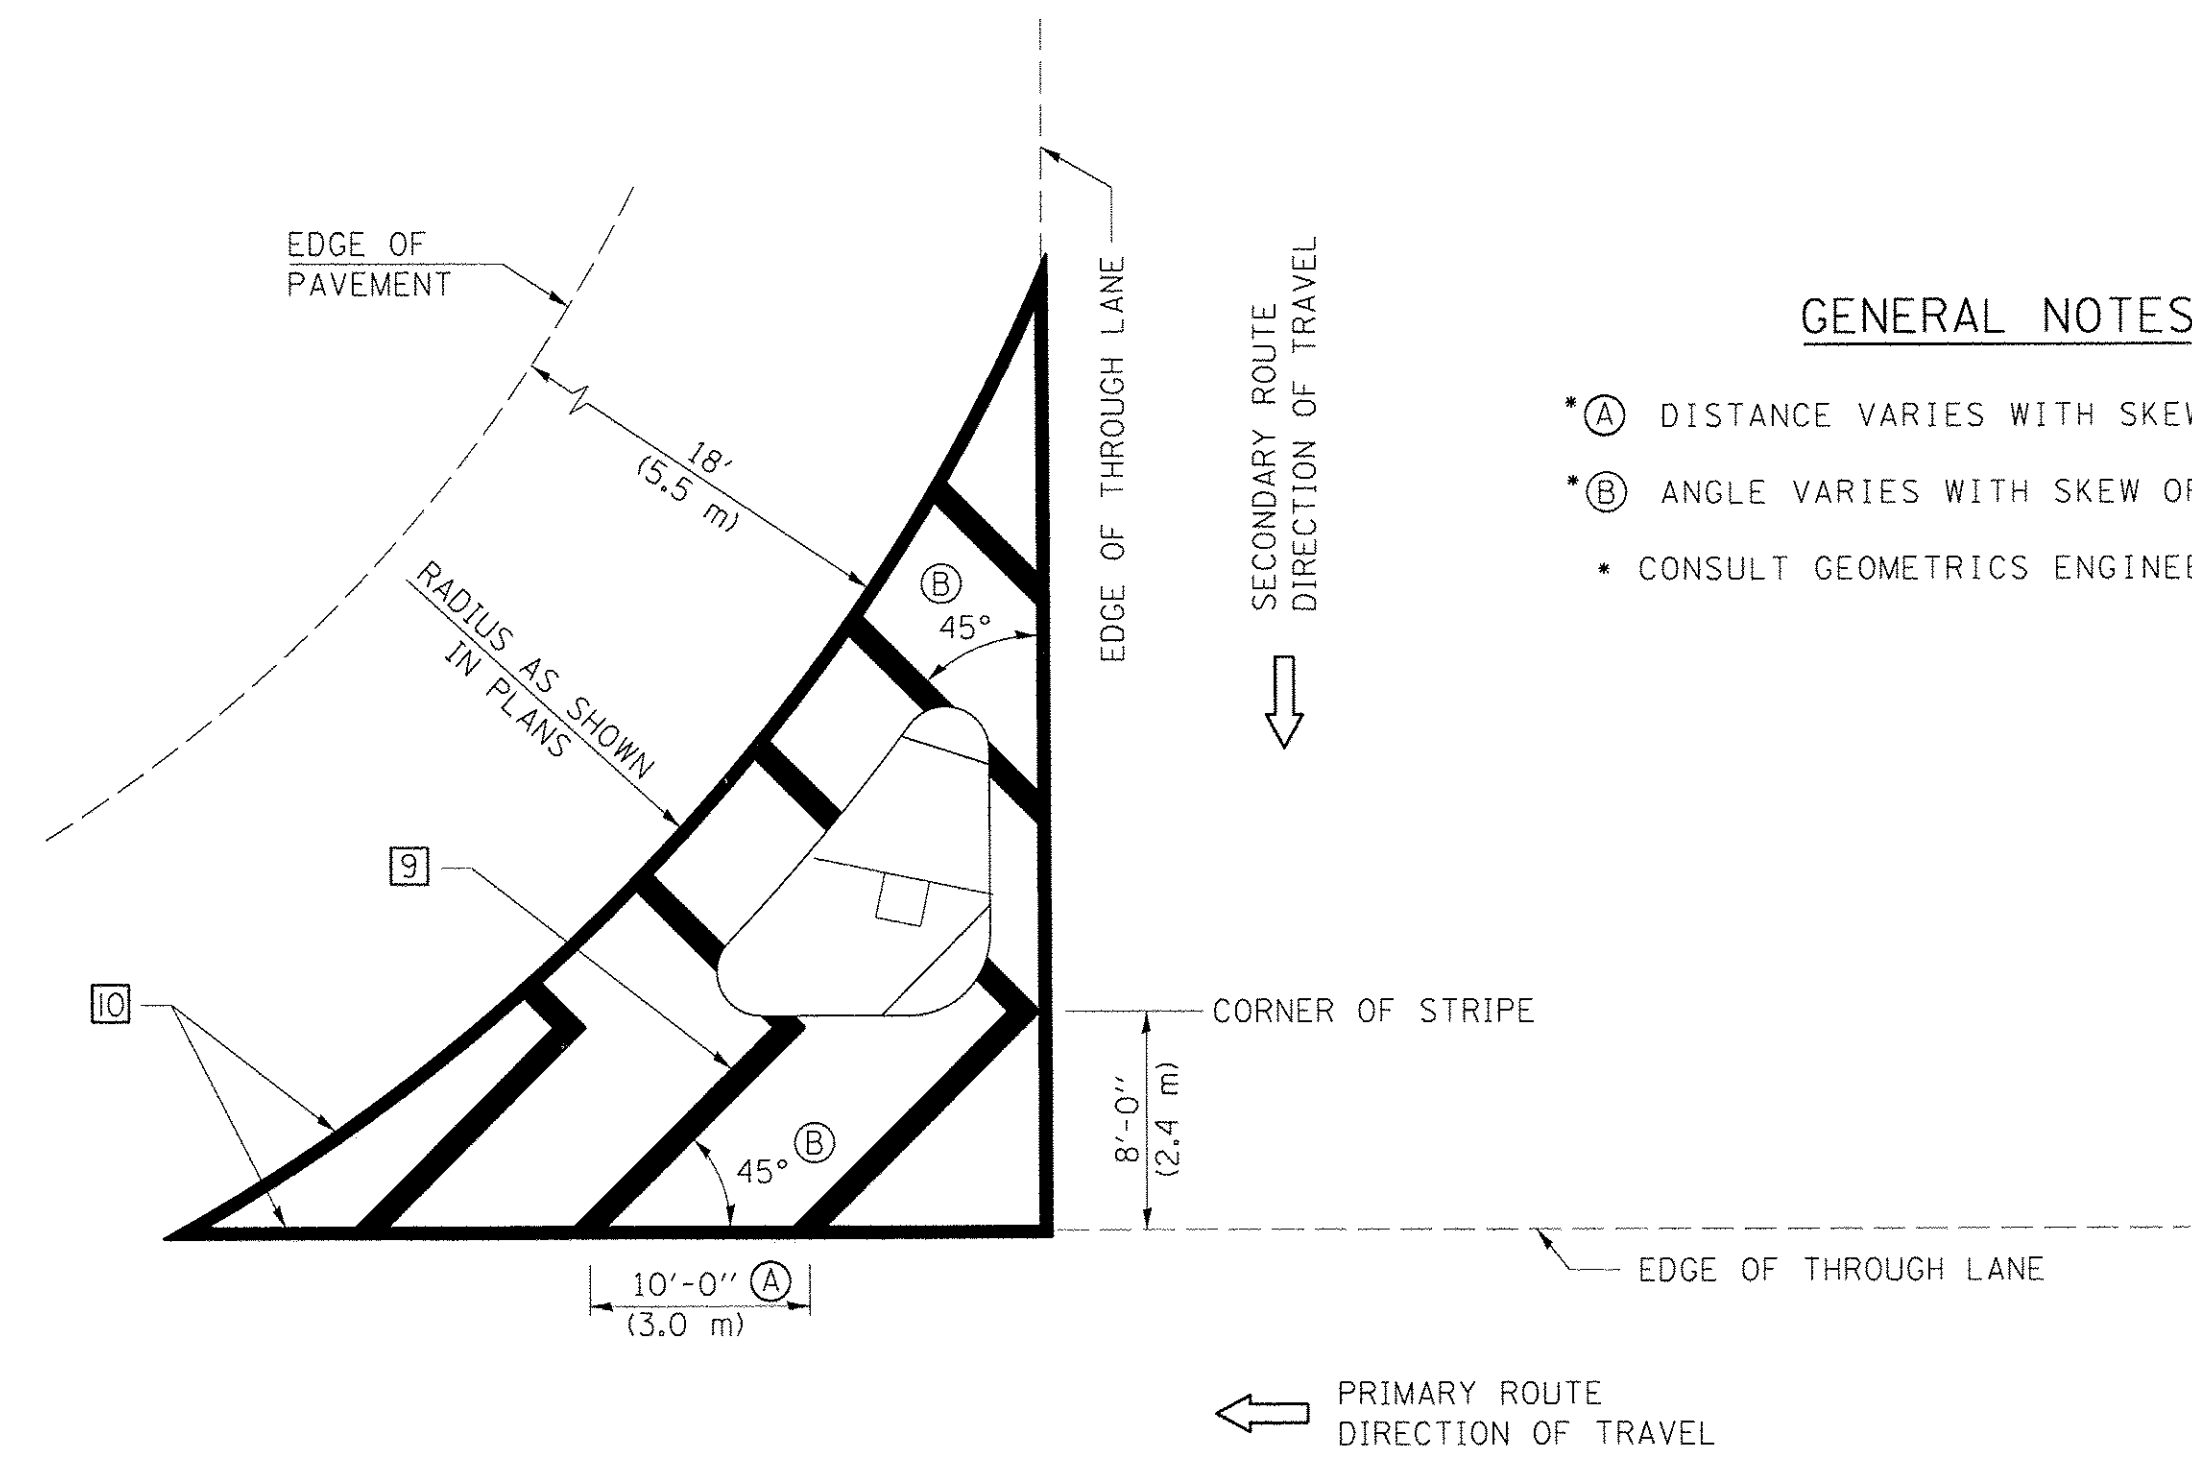 EDGE OF
PAVEMENT
18'
(5.5 m)
RADIUS AS SHOWN
IN PLANS
9
10
B
45°
EDGE OF THROUGH LANE
SECONDARY ROUTE
DIRECTION OF TRAVEL
GENERAL NOTES
*A DISTANCE VARIES WITH SKEW
*B ANGLE VARIES WITH SKEW OF
* CONSULT GEOMETRICS
CORNER OF STRIPE
8'-0''
(2.4 m)
45° B
10'-0'' A
(3.0 m)
EDGE OF THROUGH LANE
PRIMARY ROUTE
DIRECTION OF TRAVEL